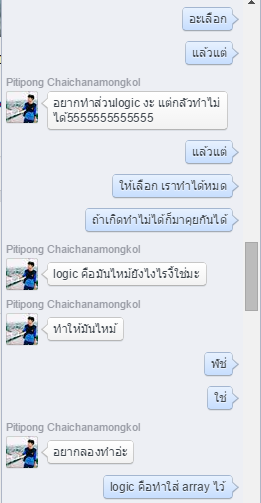 อะเลือก
แล้วแต่
Pitipong Chaichanamongkol
อยากทำส่วนlogic งะ แต่กลัวทำไม่
ได้5555555555555
แล้วแต่
ให้เลือก เราทำได้หมด
ถ้าเกิดทำไม่ได้ก็มาคุยกันได้
Pitipong Chaichanamongkol
logic คือมันไหม้ยังไงไรงี้ใช่มะ
Pitipong Chaichanamongkol
ทำให้มันไหม้
พ้ช่
ใช่
Pitipong Chaichanamongkol
อยากลองทำอ่ะ
logic คือทำใส่ array ไว้